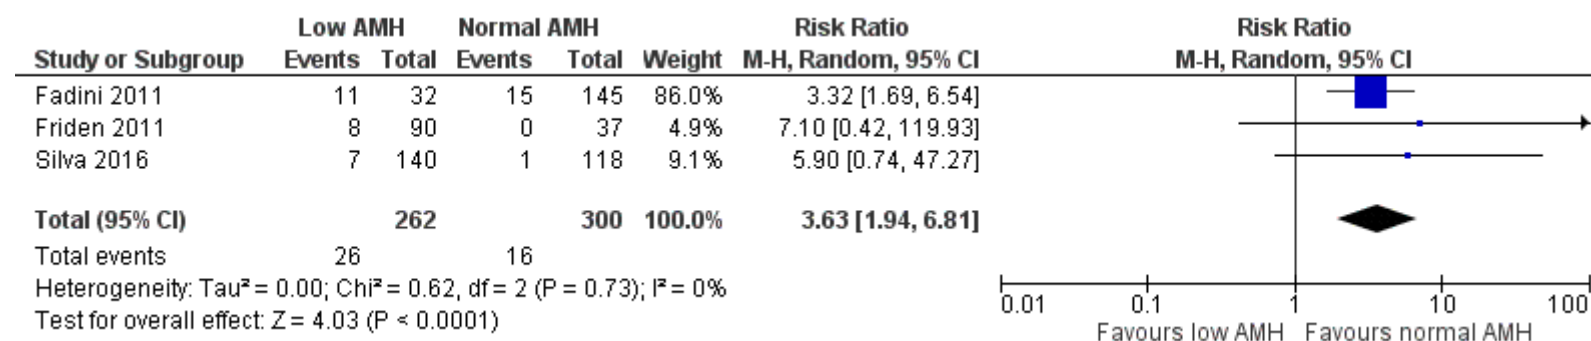 Low AMH Normal AMH Risk Ratio Risk Ratio
Study or Subgroup Events Total Events Total Weight M-H, Random, 95% CI M-H, Random, 95% CI
Fadini 2011 11 32 15 145 86.0% 3.32 [1.69, 6.54]
Friden 2011 8 90 0 37 4.9% 7.10 [0.42, 119.93]
Silva 2016 7 140 1 118 9.1% 5.90 [0.74, 47.27]
Total (95% CI) 262 300 100.0% 3.63 [1.94, 6.81]
Total events 26 16
Heterogeneity: Tau² = 0.00; Chi² = 0.62, df = 2 (P = 0.73); I² = 0%
Test for overall effect: Z = 4.03 (P < 0.0001)
0.01 0.1 1 10 100
Favours low AMH Favours normal AMH